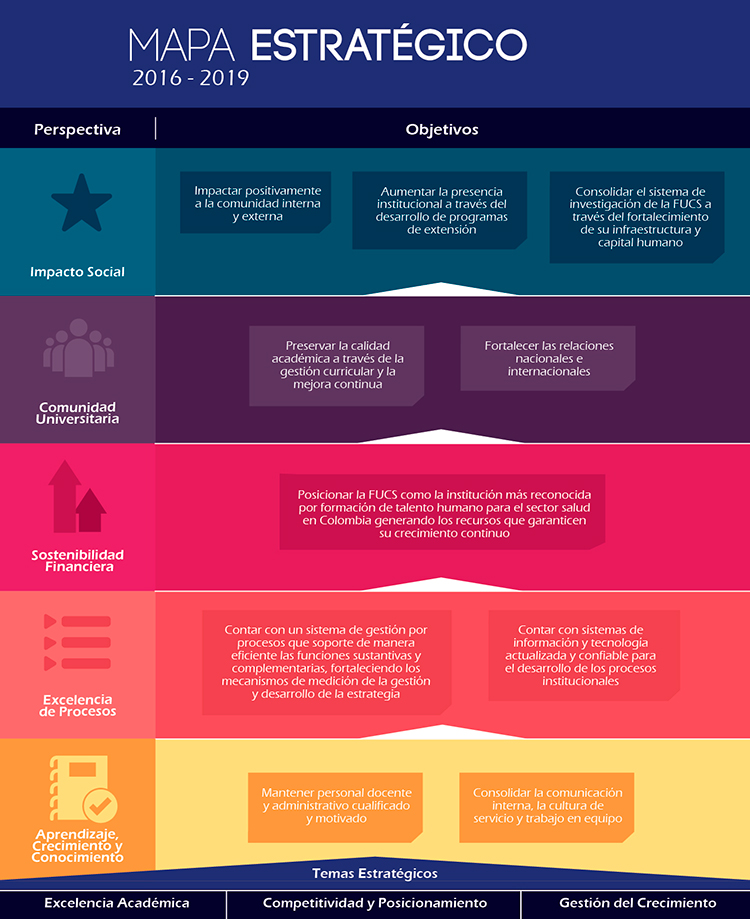 MAPA ESTRATÉGICO
2016 - 2019
Perspectiva
Objetivos
Impacto Social
Impactar positivamente
a la comunidad interna
y externa
Aumentar la presencia
institucional a través del
desarrollo de programas
de extensión
Consolidar el sistema de
investigación de la FUCS a
través del fortalecimiento
de su infraestructura y
capital humano
Comunidad
Universitaria
Preservar la calidad
académica a través de la
gestión curricular y la
mejora continua
Fortalecer las relaciones
nacionales e
internacionales
Sostenibilidad
Financiera
Posicionar la FUCS como la institución más reconocida
por formación de talento humano para el sector salud
en Colombia generando los recursos que garanticen
su crecimiento continuo
Excelencia
de Procesos
Contar con un sistema de gestión por
procesos que soporte de manera
eficiente las funciones sustantivas y
complementarias, fortaleciendo los
mecanismos de medición de la gestión
y desarrollo de la estrategia
Contar con sistemas de
información y tecnología
actualizada y confiable para
el desarrollo de los procesos
institucionales
Aprendizaje,
Crecimiento y
Conocimiento
Mantener personal docente
y administrativo cualificado
y motivado
Consolidar la comunicación
interna, la cultura de
servicio y trabajo en equipo
Temas Estratégicos
Excelencia Académica
Competitividad y Posicionamiento
Gestión del Crecimiento